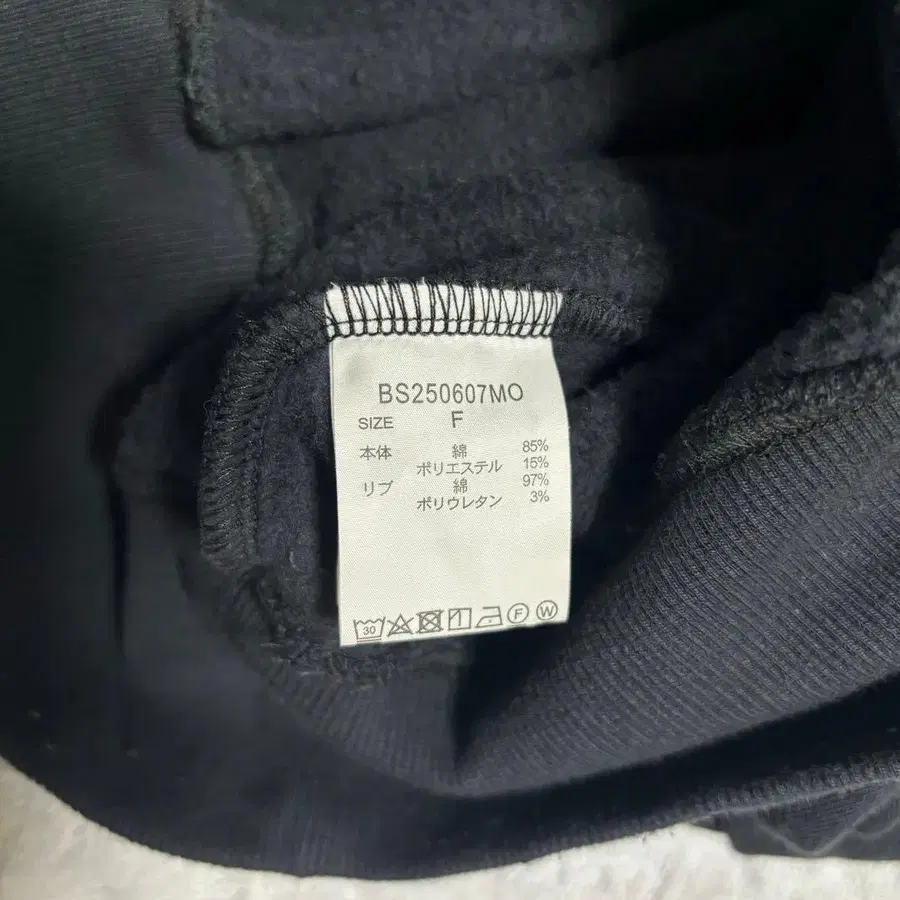 BS250607MO
SIZE F
本体 綿 85%
ポリエステル 15%
リブ 綿 97%
ポリウレタン 3%
30 F W